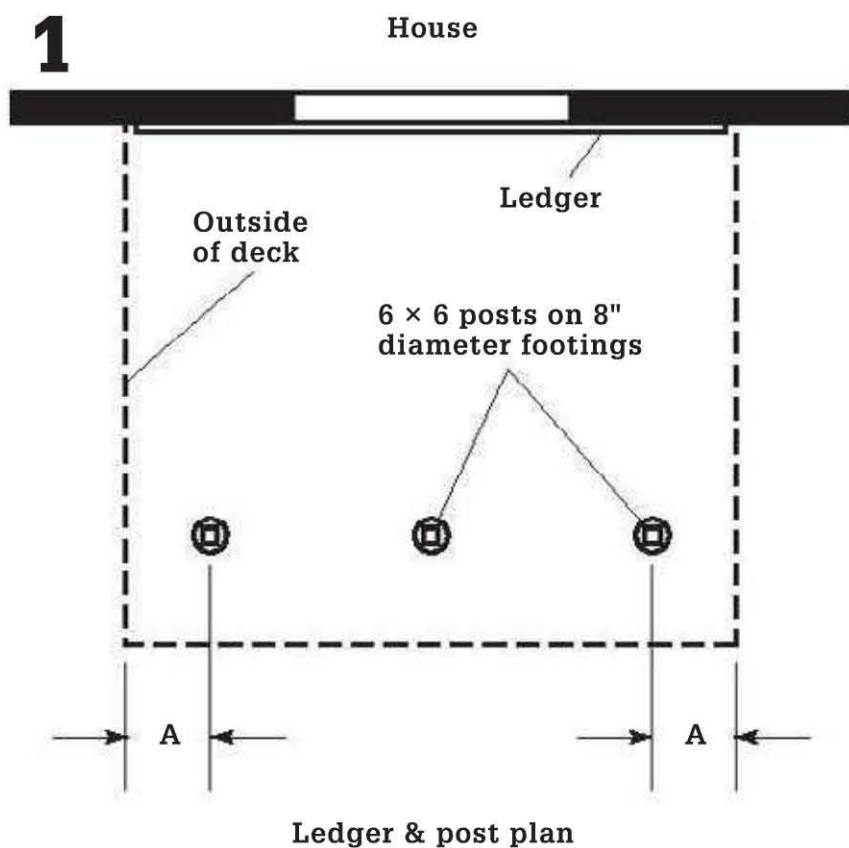 1
House
Ledger
Outside
of deck
6 × 6 posts on 8"
diameter footings
A
A
Ledger & post plan